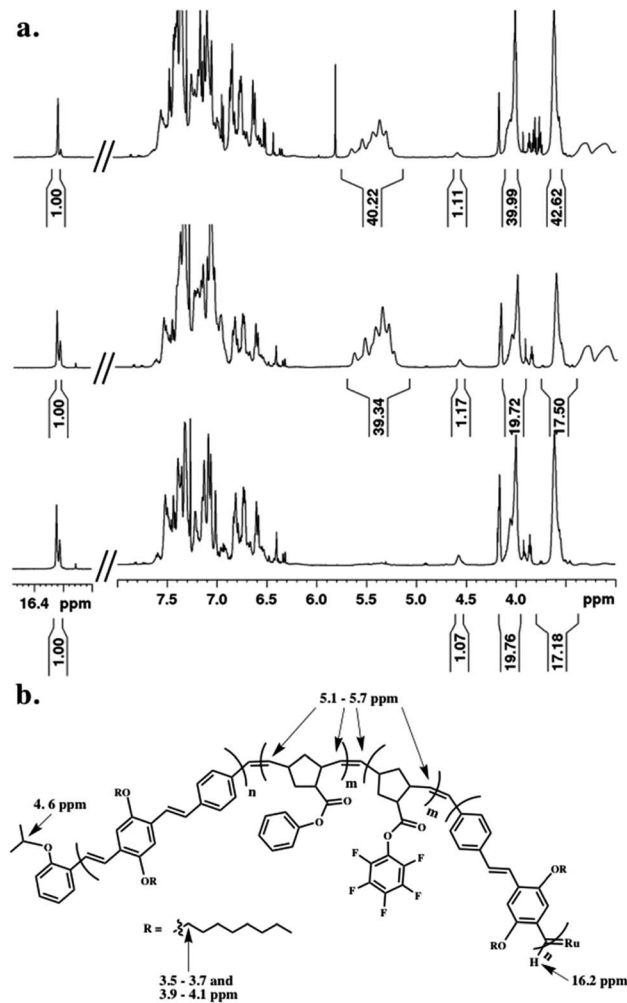 a.
1.00
40.22
1.11
39.99
42.62
1.00
39.34
1.17
19.72
17.50
16.4 ppm
7.5 7.0 6.5 6.0 5.5 5.0 4.5 4.0 ppm
1.00
1.07
19.76
17.18
b.
5.1 - 5.7 ppm
4. 6 ppm
RO
OR
n
O
O
m
O
O
F
F
F
F
F
m
OR
RO
Ru
H
n
O
R =
3.5 - 3.7 and
3.9 - 4.1 ppm
16.2 ppm